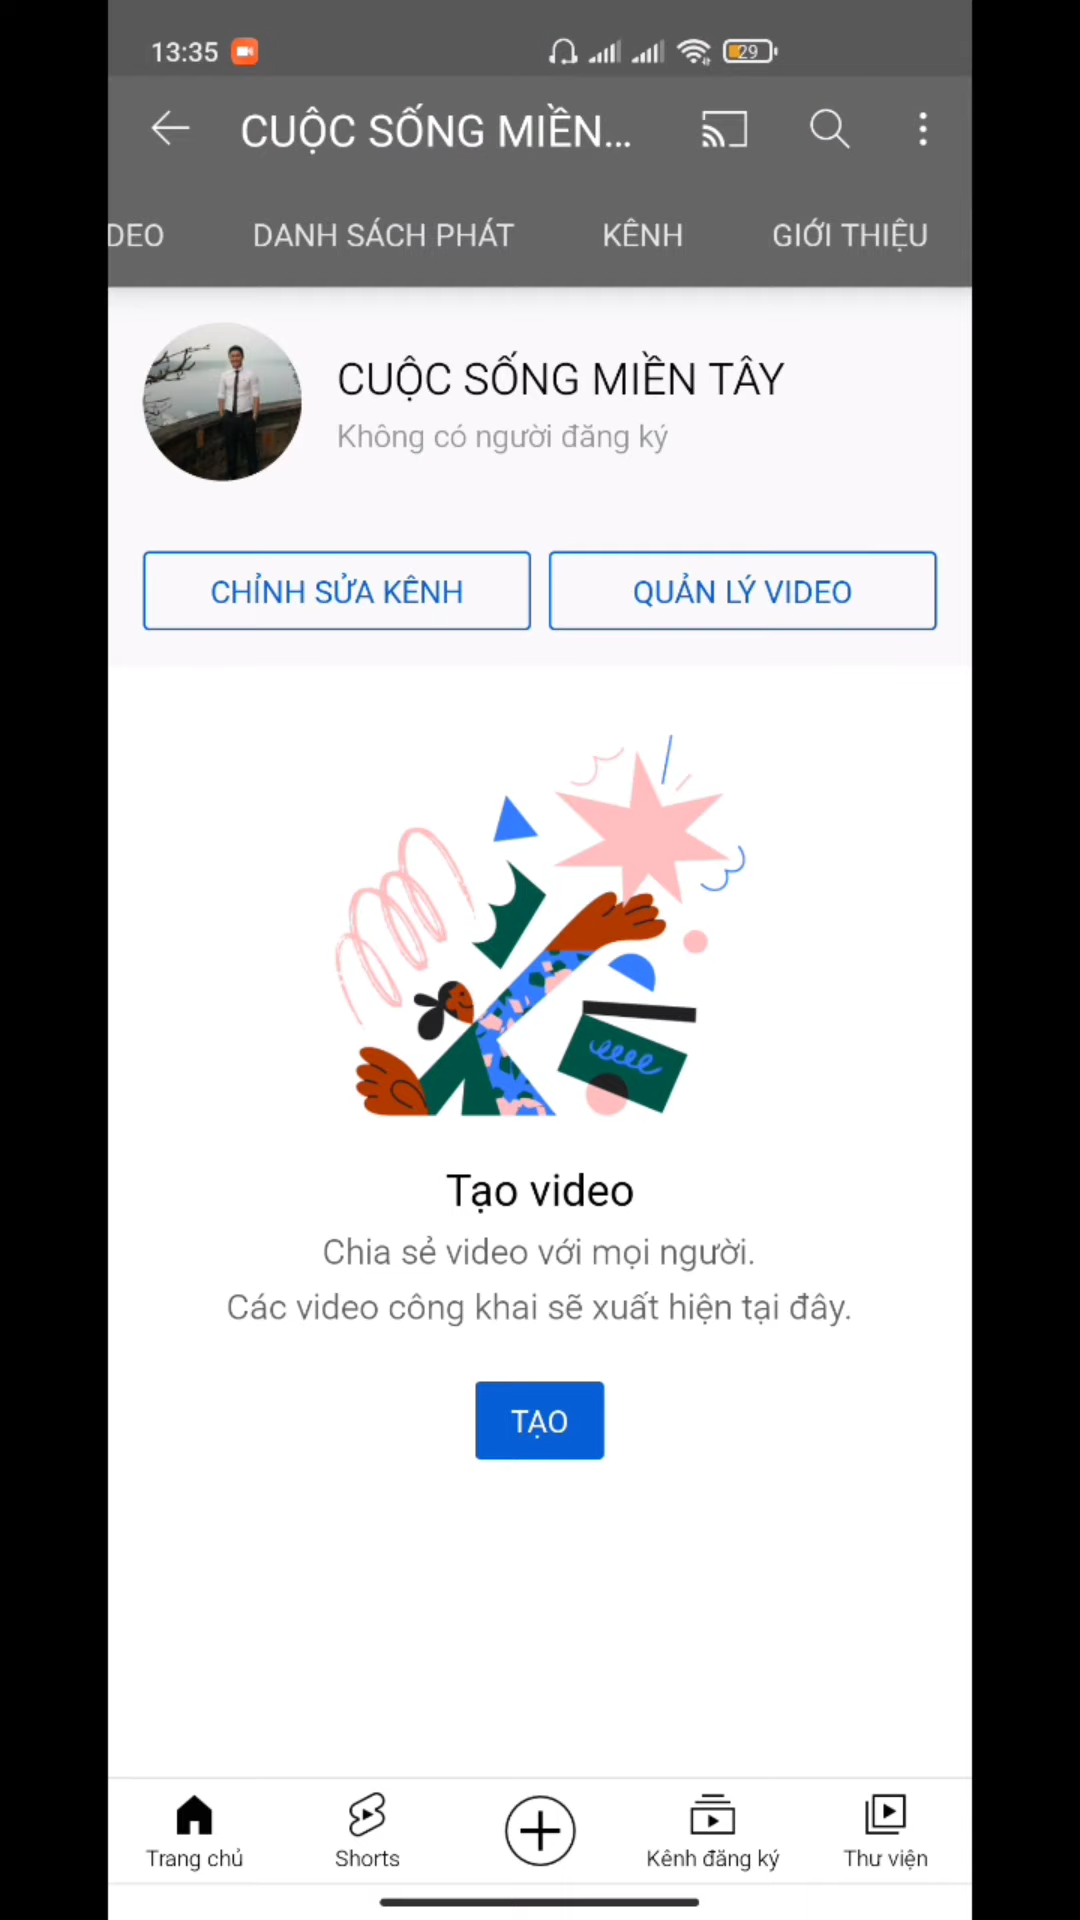 13:35
29
CUỘC SỐNG MIỀN...
DEO
DANH SÁCH PHÁT
KÊNH
GIỚI THIỆU
CUỘC SỐNG MIỀN TÂY
Không có người đăng ký
CHỈNH SỬA KÊNH
QUẢN LÝ VIDEO
Tạo video
Chia sẻ video với mọi người.
Các video công khai sẽ xuất hiện tại đây.
TẠO
Trang chủ
Shorts
Kênh đăng ký
Thư viện